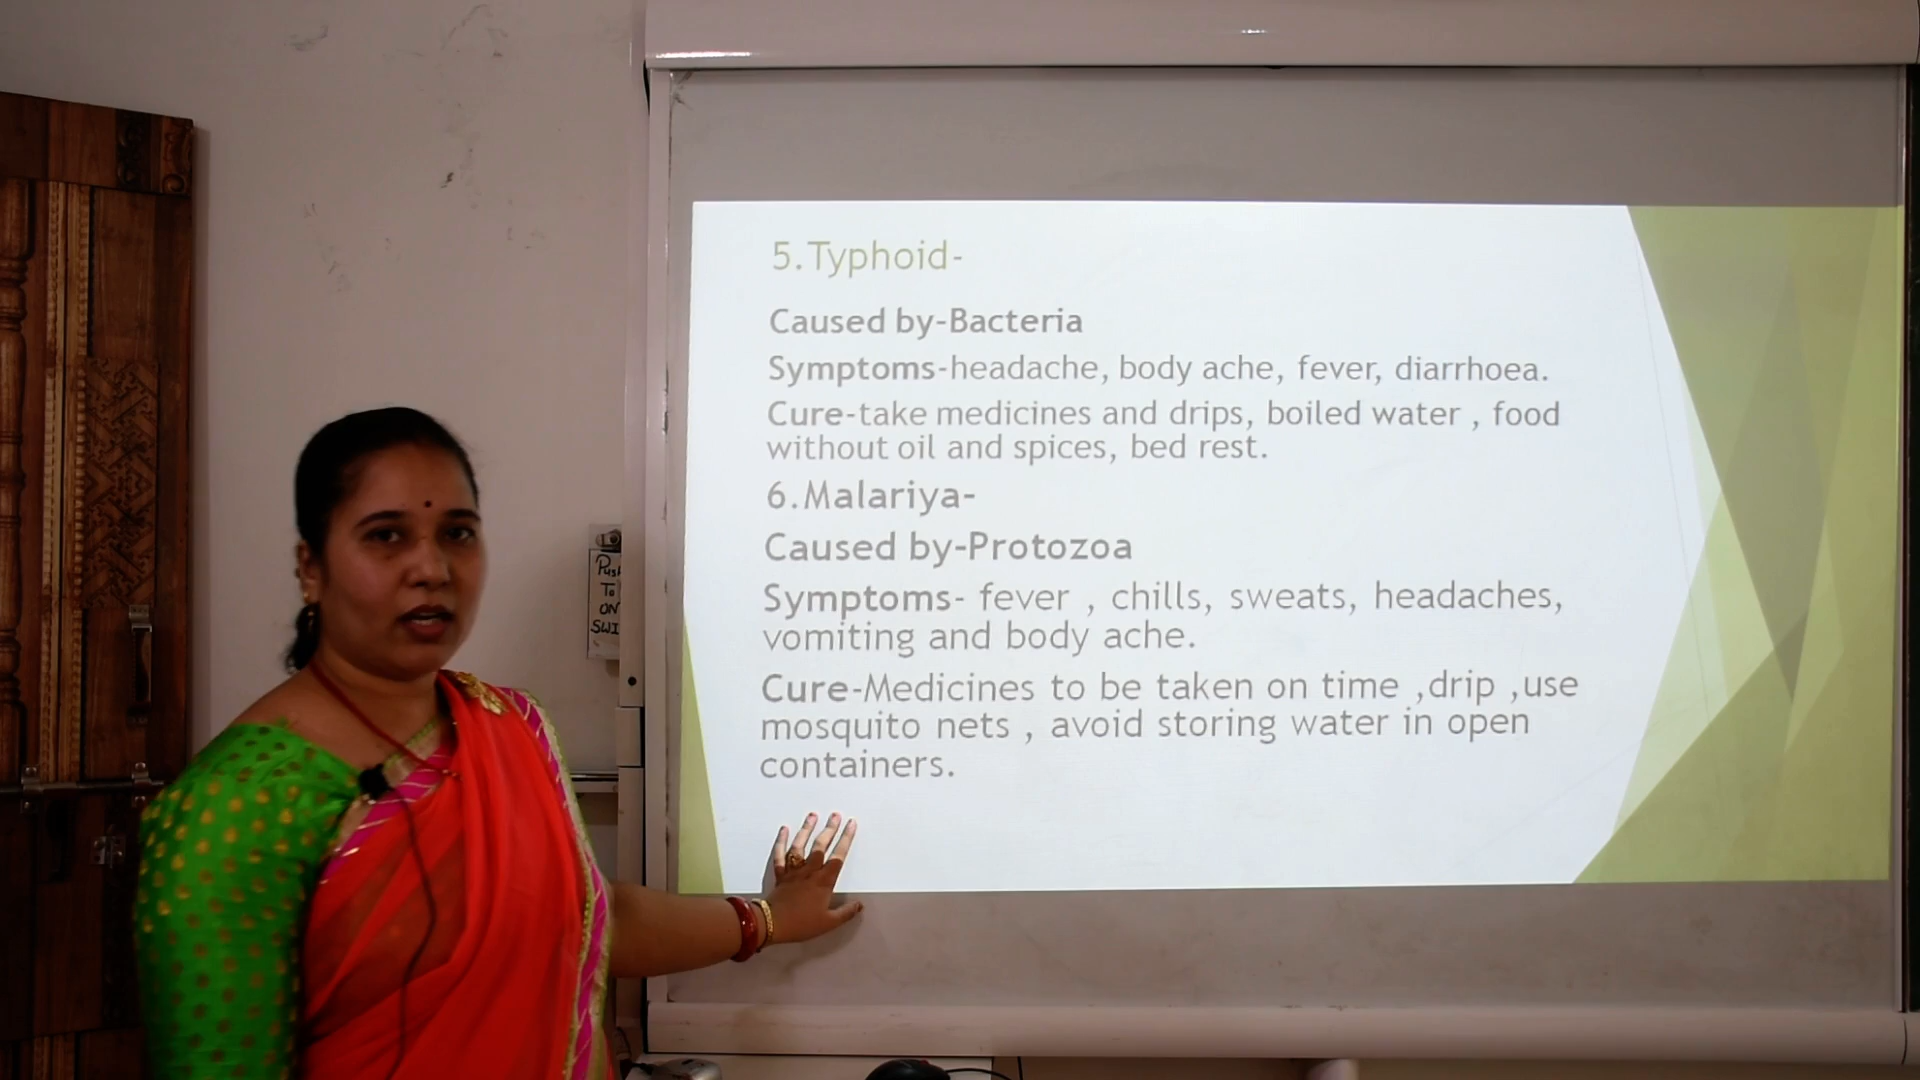 5.Typhoid-
Caused by-Bacteria
Symptoms-headache, body ache, fever, diarrhoea.
Cure-take medicines and drips, boiled water , food
without oil and spices, bed rest.
6.Malariya-
Caused by-Protozoa
Symptoms- fever , chills, sweats, headaches,
vomiting and body ache.
Cure-Medicines to be taken on time ,drip ,use
mosquito nets , avoid storing water in open
containers.
To
ON